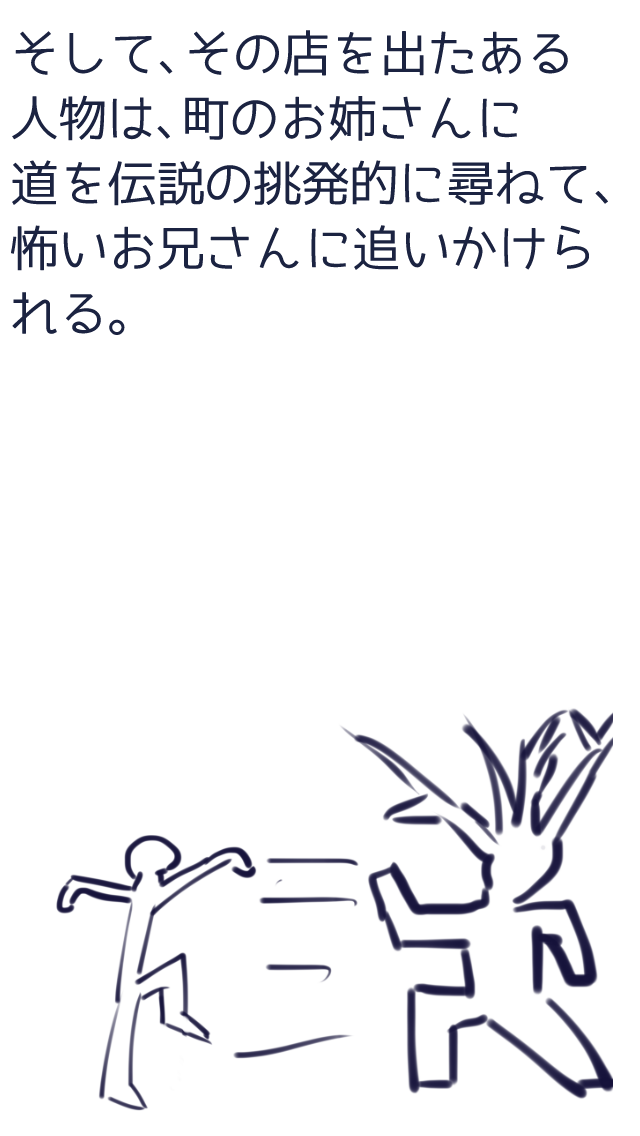 そして、その店を出たある
人物は、町のお姉さんに
道を伝説の挑発的に尋ねて、
怖いお兄さんに追いかけら
れる。